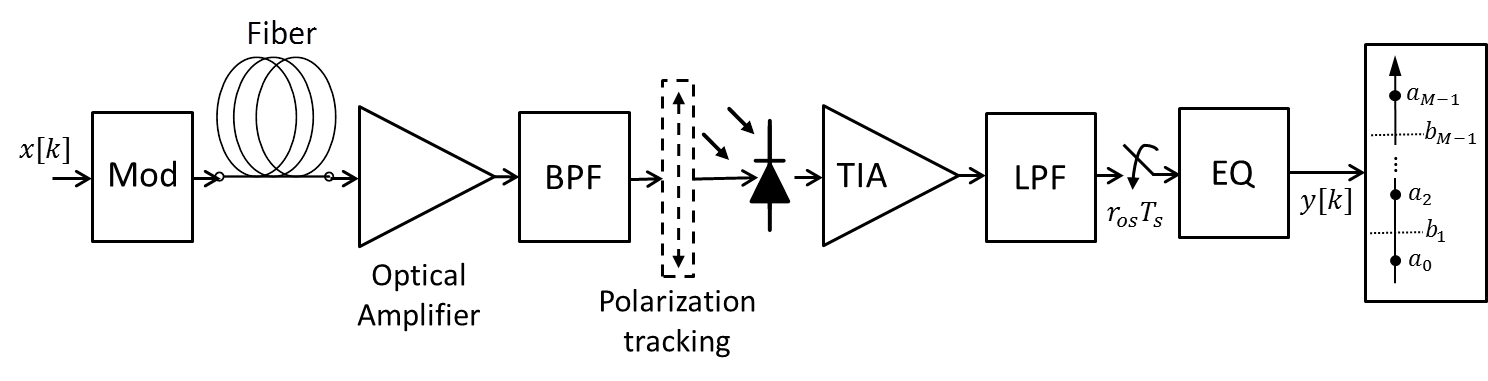 Fiber
x[k]
Mod
Optical
Amplifier
BPF
Polarization
tracking
TIA
LPF
r_{os}T_s
EQ
y[k]
a_{M-1}
b_{M-1}
⋮
a_2
b_1
a_0